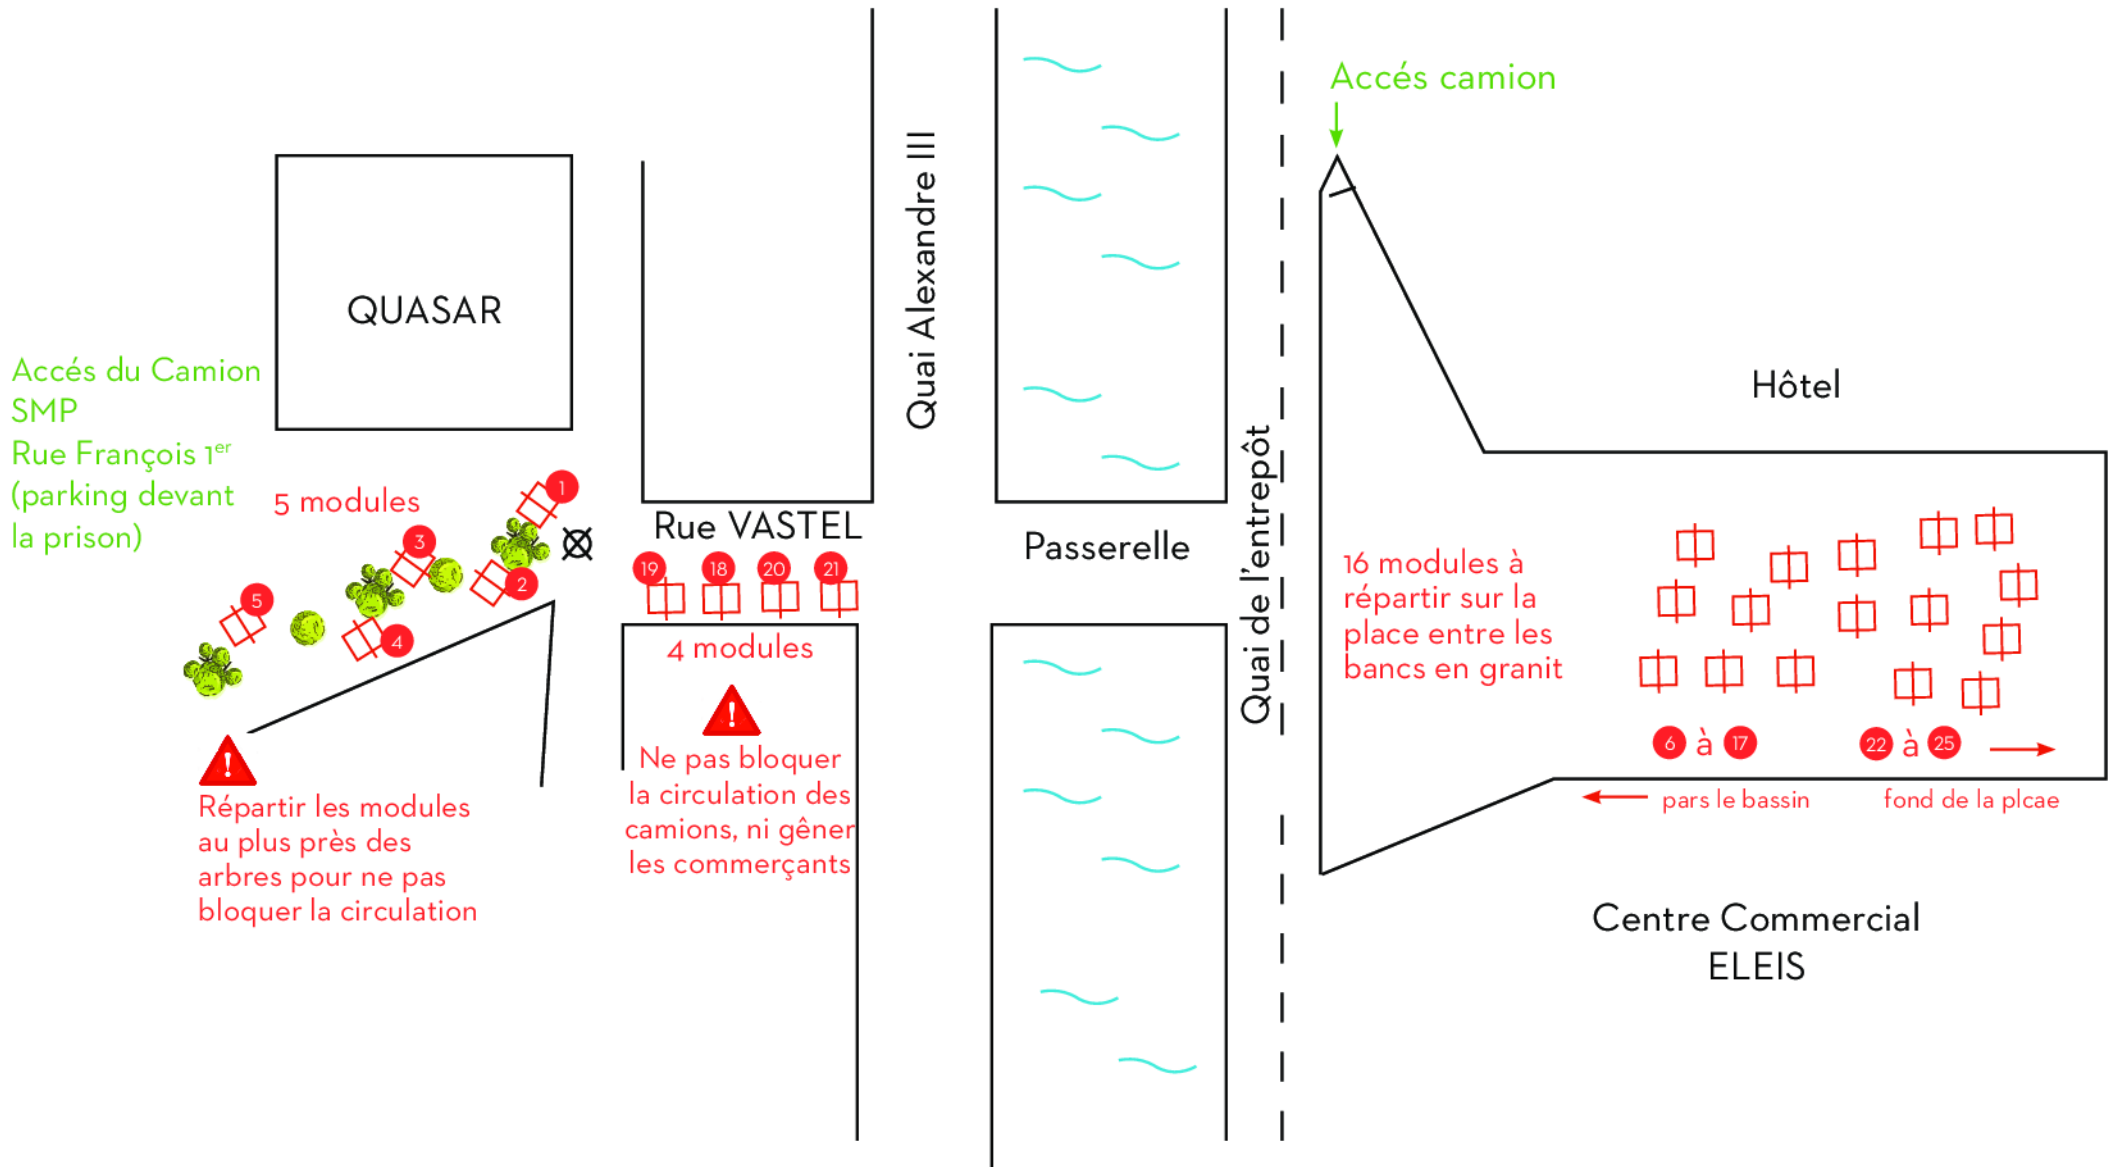 QUASAR
Accés du Camion
SMP
Rue François 1er
(parking devant
la prison)
5 modules
1
3
2
5
4
!
Répartir les modules
au plus près des
arbres pour ne pas
bloquer la circulation
Rue VASTEL
19
18
20
21
4 modules
!
Ne pas bloquer
la circulation des
camions, ni gêner
les commerçants
Quai Alexandre III
Passerelle
Quai de l'entrepôt
Accés camion
Hôtel
16 modules à
répartir sur la
place entre les
bancs en granit
6 à 17
22 à 25
pars le bassin
fond de la plcae
Centre Commercial
ELEIS